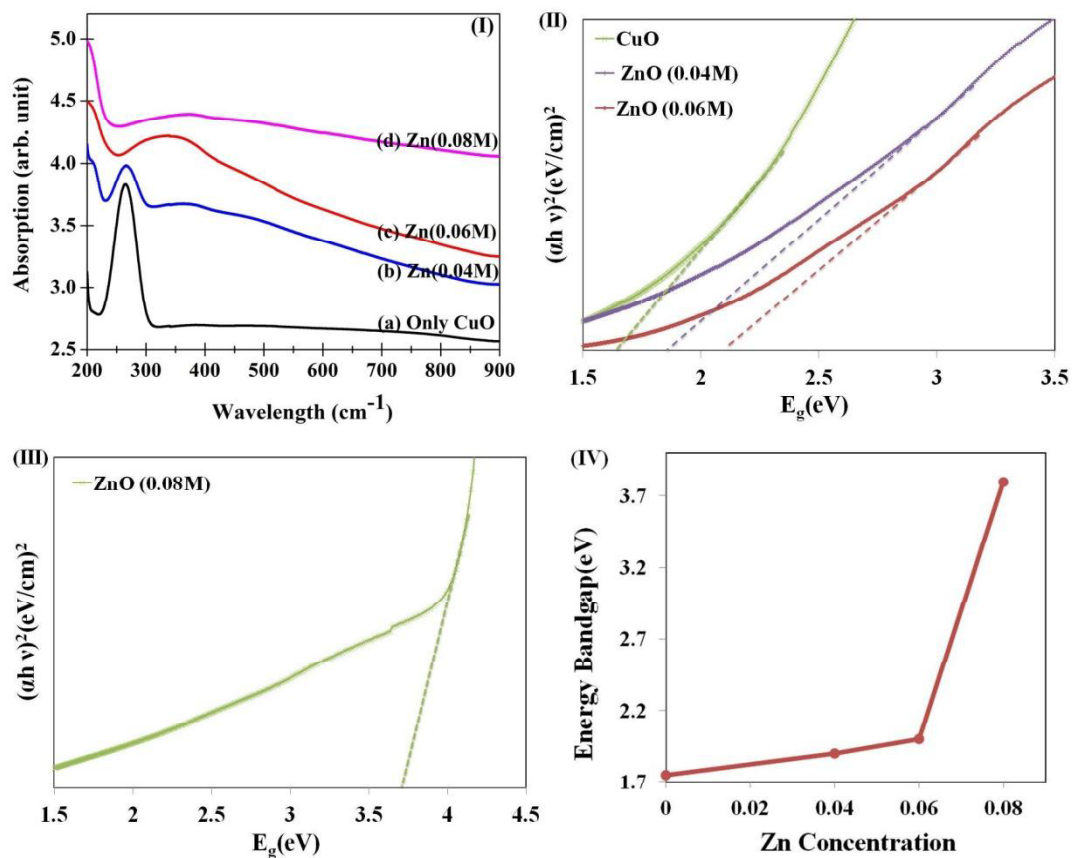 (I)
5.0
4.5
4.0
3.5
3.0
2.5
Absorption (arb. unit)
(d) Zn(0.08M)
(c) Zn(0.06M)
(b) Zn(0.04M)
(a) Only CuO
200 300 400 500 600 700 800 900
Wavelength (cm⁻¹)
(II)
CuO
ZnO (0.04M)
ZnO (0.06M)
(αh ν)²(eV/cm)²
1.5 2 2.5 3 3.5
Eg(eV)
(III)
ZnO (0.08M)
(αh ν)²(eV/cm)²
1.5 2 2.5 3 3.5 4 4.5
Eg(eV)
(IV)
3.7
3.2
2.7
2.2
1.7
Energy Bandgap(eV)
0 0.02 0.04 0.06 0.08
Zn Concentration